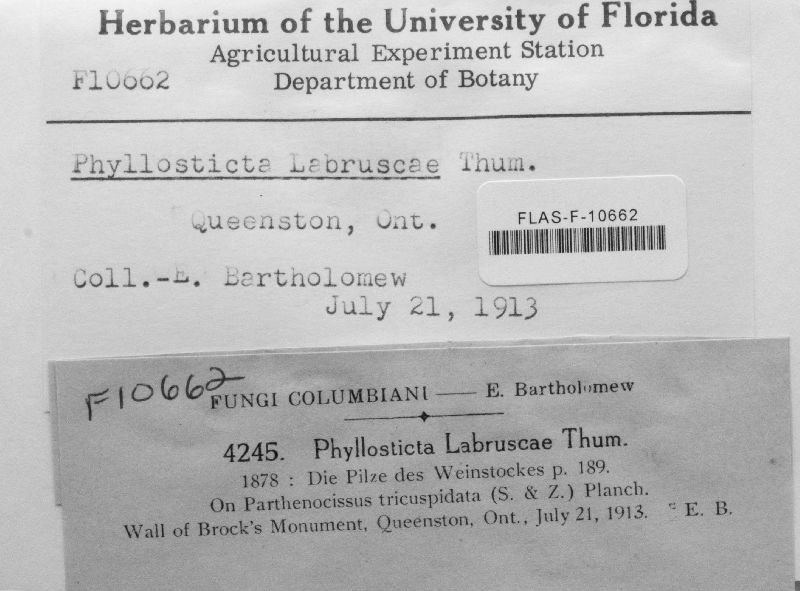 Herbarium of the University of Florida
Agricultural Experiment Station
F10662 Department of Botany
Phyllosticta Labruscae Thum.
Queenston, Ont.
FLAS-F-10662
Coll.-E. Bartholomew
July 21, 1913
F10662
FUNGI COLUMBIANI — E. Bartholomew
4245. Phyllosticta Labruscae Thum.
1878 : Die Pilze des Weinstockes p. 189.
On Parthenocissus tricuspidata (S. & Z.) Planch.
Wall of Brock's Monument, Queenston, Ont., July 21, 1913. E. B.